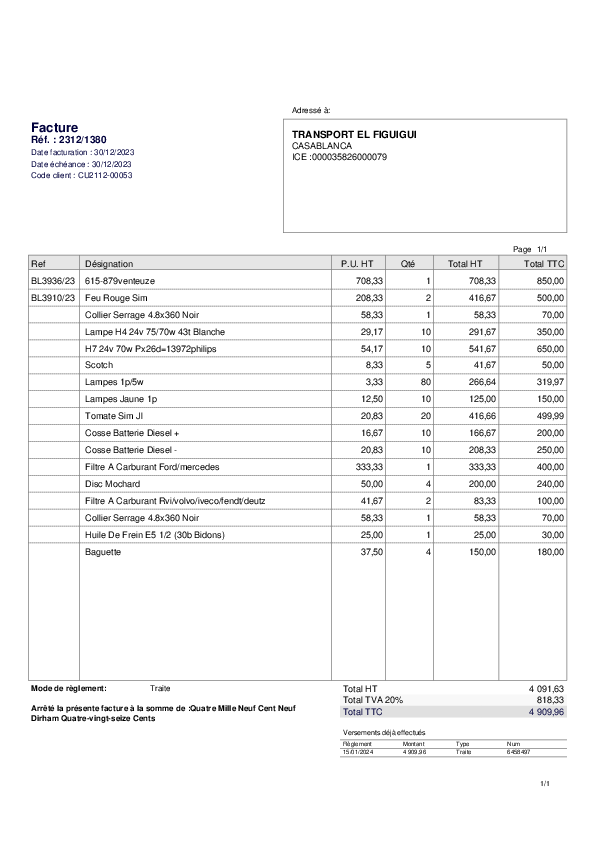 Adressé à:
Facture
Réf. : 2312/1380
Date facturation : 30/12/2023
Date échéance : 30/12/2023
Code client : CU2112-00053
TRANSPORT EL FIGUIGUI
CASABLANCA
ICE :000035826000079
Page 1/1
Ref Désignation P.U. HT Qté Total HT Total TTC
BL3936/23 615-879venteuze 708,33 1 708,33 850,00
BL3910/23 Feu Rouge Sim 208,33 2 416,67 500,00
Collier Serrage 4.8x360 Noir 58,33 1 58,33 70,00
Lampe H4 24v 75/70w 43t Blanche 29,17 10 291,67 350,00
H7 24v 70w Px26d=13972philips 54,17 10 541,67 650,00
Scotch 8,33 5 41,67 50,00
Lampes 1p/5w 3,33 80 266,64 319,97
Lampes Jaune 1p 12,50 10 125,00 150,00
Tomate Sim Jl 20,83 20 416,66 499,99
Cosse Batterie Diesel + 16,67 10 166,67 200,00
Cosse Batterie Diesel - 20,83 10 208,33 250,00
Filtre A Carburant Ford/mercedes 333,33 1 333,33 400,00
Disc Mochard 50,00 4 200,00 240,00
Filtre A Carburant Rvi/volvo/iveco/fendt/deutz 41,67 2 83,33 100,00
Collier Serrage 4.8x360 Noir 58,33 1 58,33 70,00
Huile De Frein E5 1/2 (30b Bidons) 25,00 1 25,00 30,00
Baguette 37,50 4 150,00 180,00
Mode de règlement: Traite
Arrêté la présente facture à la somme de :Quatre Mille Neuf Cent Neuf
Dirham Quatre-vingt-seize Cents
Total HT 4 091,63
Total TVA 20% 818,33
Total TTC 4 909,96
Versements déjà effectués
Règlement Montant Type Num
15/01/2024 4 909,96 Traite 6458497
1/1